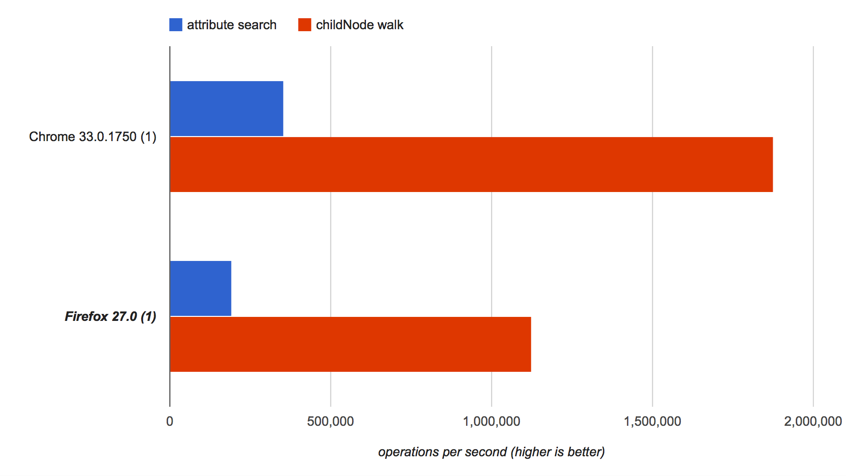 attribute search childNode walk
Chrome 33.0.1750 (1)
Firefox 27.0 (1)
0 500,000 1,000,000 1,500,000 2,000,000
operations per second (higher is better)